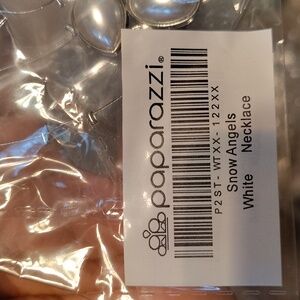 paparazzi®
P2ST-WTXX-122XX
Snow Angels
White Necklace